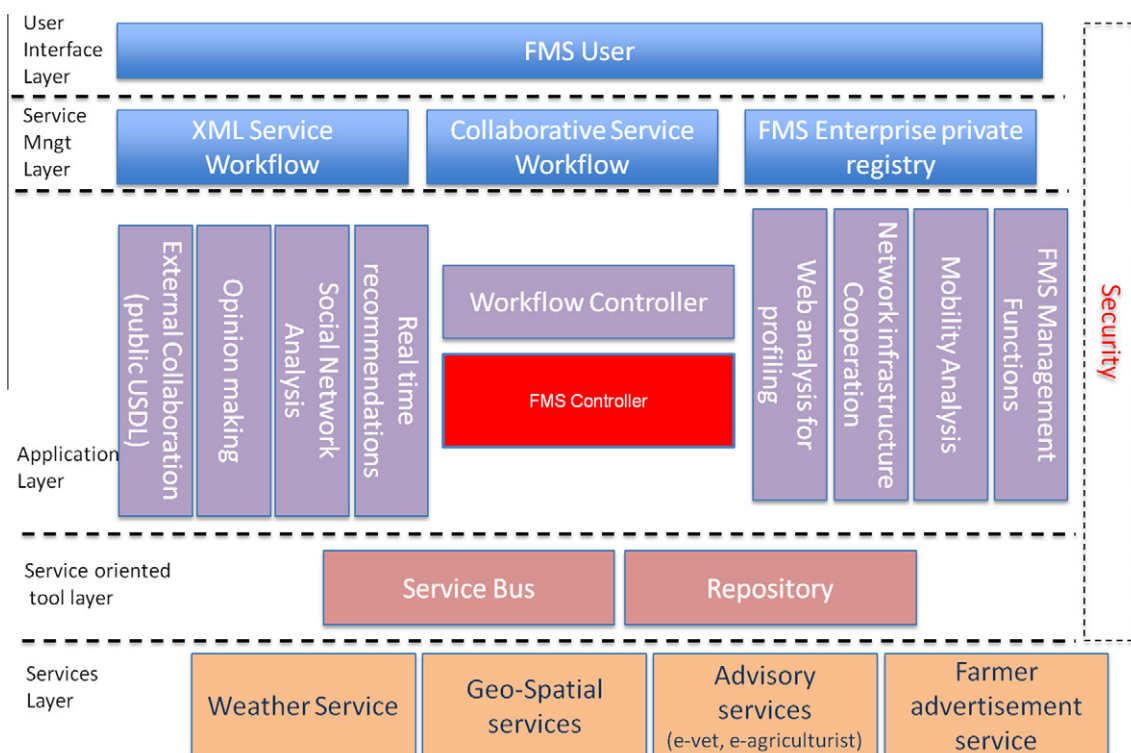 User
Interface
Layer
FMS User
Service
Mngt
Layer
XML Service
Workflow
Collaborative Service
Workflow
FMS Enterprise private
registry
External Collaboration
(public USDL)
Opinion making
Social Network
Analysis
Real time
recommendations
Workflow Controller
FMS Controller
Web analysis for
profiling
Network infrastructure
Cooperation
Mobility Analysis
FMS Management
Functions
Security
Application
Layer
Service oriented
tool layer
Service Bus
Repository
Services
Layer
Weather Service
Geo-Spatial
services
Advisory
services
(e-vet, e-agriculturist)
Farmer
advertisement
service